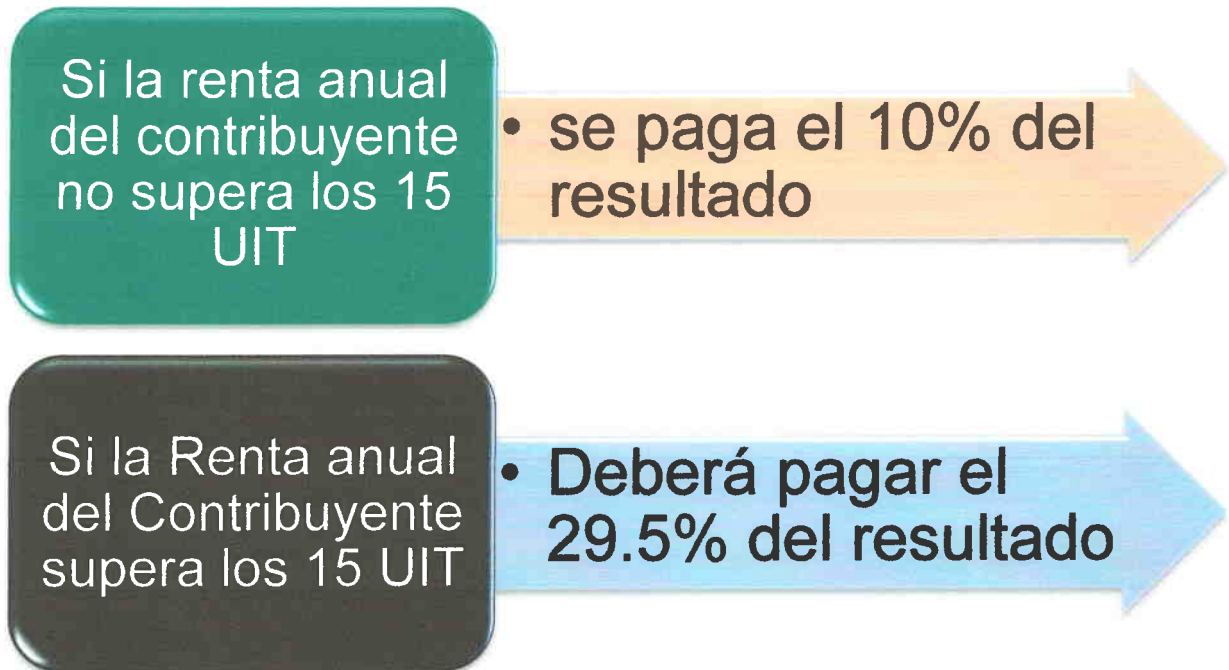 Si la renta anual
del contribuyente
no supera los 15
UIT
• se paga el 10% del
resultado
Si la Renta anual
del Contribuyente
supera los 15 UIT
• Deberá pagar el
29.5% del resultado